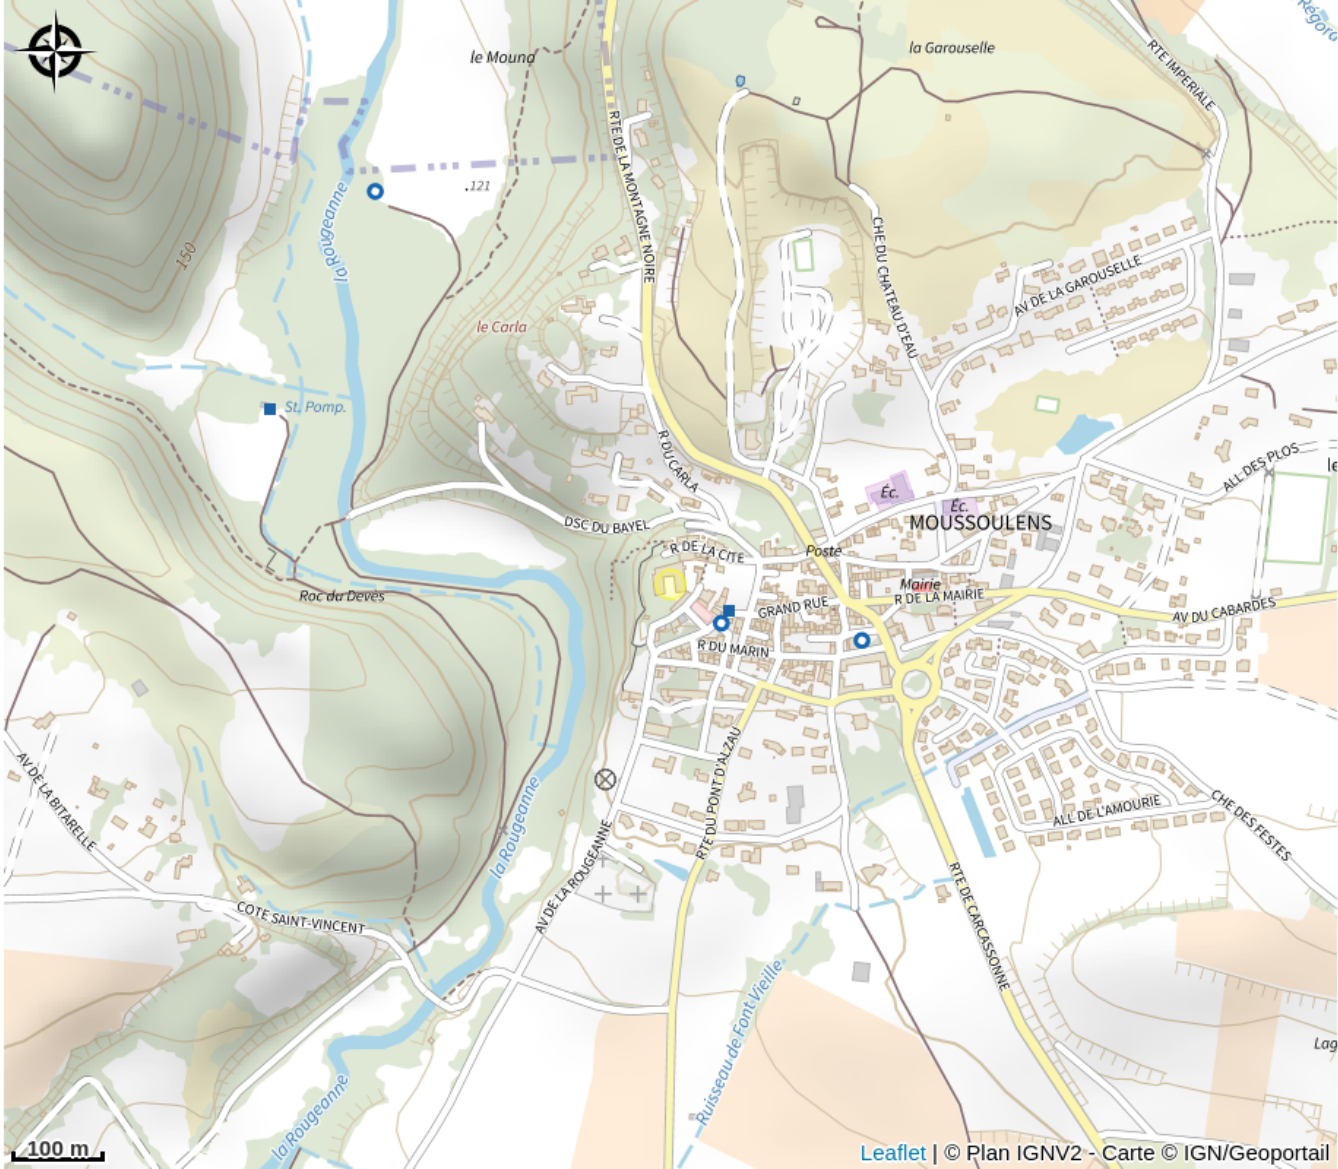 Régora
la Garouselle
le Mouna
RTE IMPERIALE
RTE DE LA MONTAGNE NOIRE
.121
la Rougeanne
150
CHE DU CHATEAU D'EAU
AV DE LA GAROUSELLE
le Carla
St. Pomp.
R DU CARLA
ALL DES PLOS
le
Éc.
Éc.
MOUSSOULENS
DSC DU BAYEL
R DE LA CITE
Poste
Mairie
R DE LA MAIRIE
Roc du Devès
GRAND RUE
AV DU CABARDES
R DU MARIN
AV DE LA BITARELLE
RTE DU PONT D'ALZAU
la Rougeanne
ALL DE L'AMOURIE
CHE DES FESTES
AV DE LA ROUGEANNE
RTE DE CARCASSONNE
COTE SAINT-VINCENT
Ruisseau de Font Vieille
Lag
la Rougeanne
100 m
Leaflet | © Plan IGNV2 - Carte © IGN/Geoportail